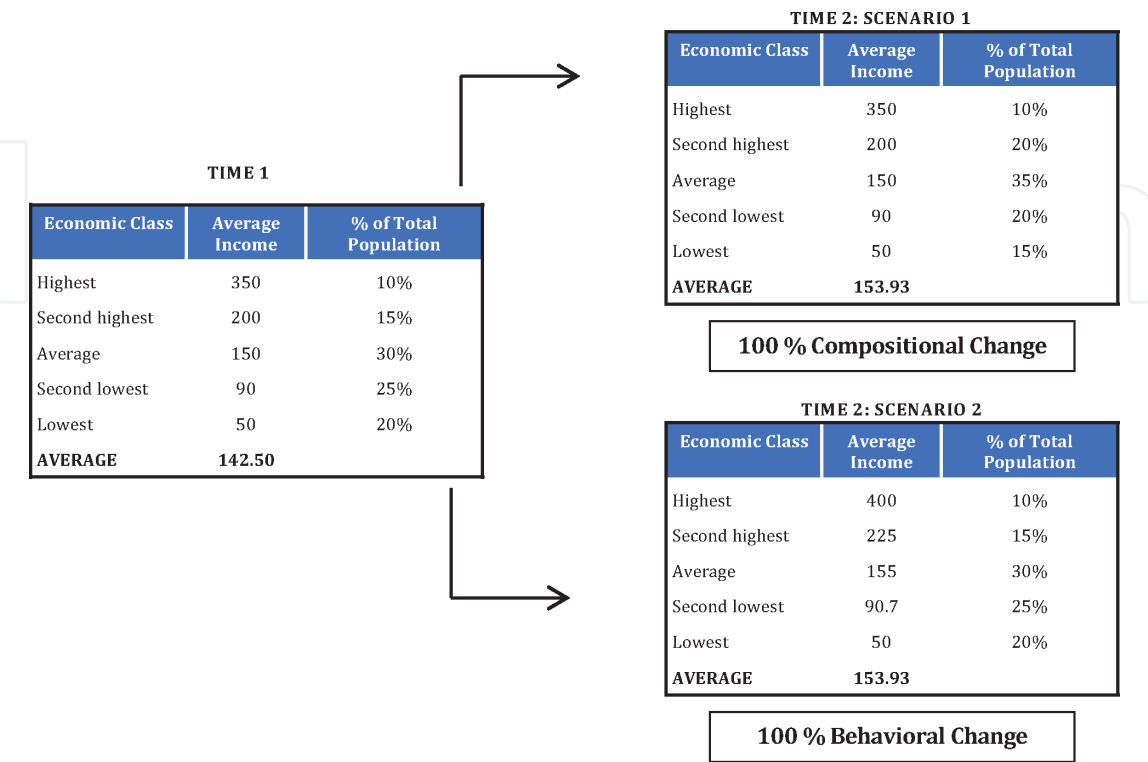 TIME 1
Economic Class Average Income % of Total Population
Highest 350 10%
Second highest 200 15%
Average 150 30%
Second lowest 90 25%
Lowest 50 20%
AVERAGE 142.50
TIME 2: SCENARIO 1
Economic Class Average Income % of Total Population
Highest 350 10%
Second highest 200 20%
Average 150 35%
Second lowest 90 20%
Lowest 50 15%
AVERAGE 153.93
100 % Compositional Change
TIME 2: SCENARIO 2
Economic Class Average Income % of Total Population
Highest 400 10%
Second highest 225 15%
Average 155 30%
Second lowest 90.7 25%
Lowest 50 20%
AVERAGE 153.93
100 % Behavioral Change